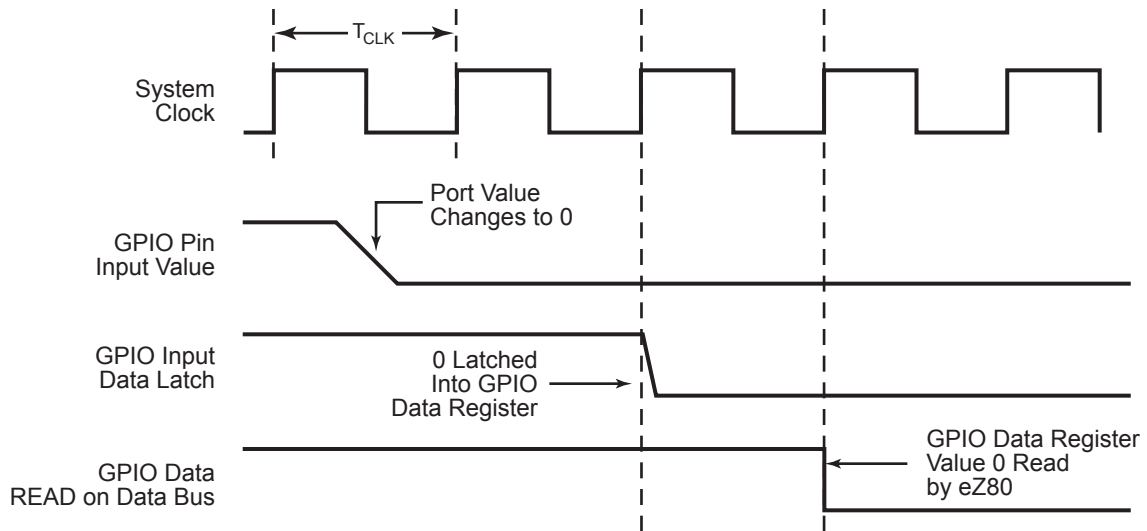 TCLK
System
Clock
Port Value
Changes to 0
GPIO Pin
Input Value
GPIO Input
Data Latch
0 Latched
Into GPIO
Data Register
GPIO Data
READ on Data Bus
GPIO Data Register
Value 0 Read
by eZ80